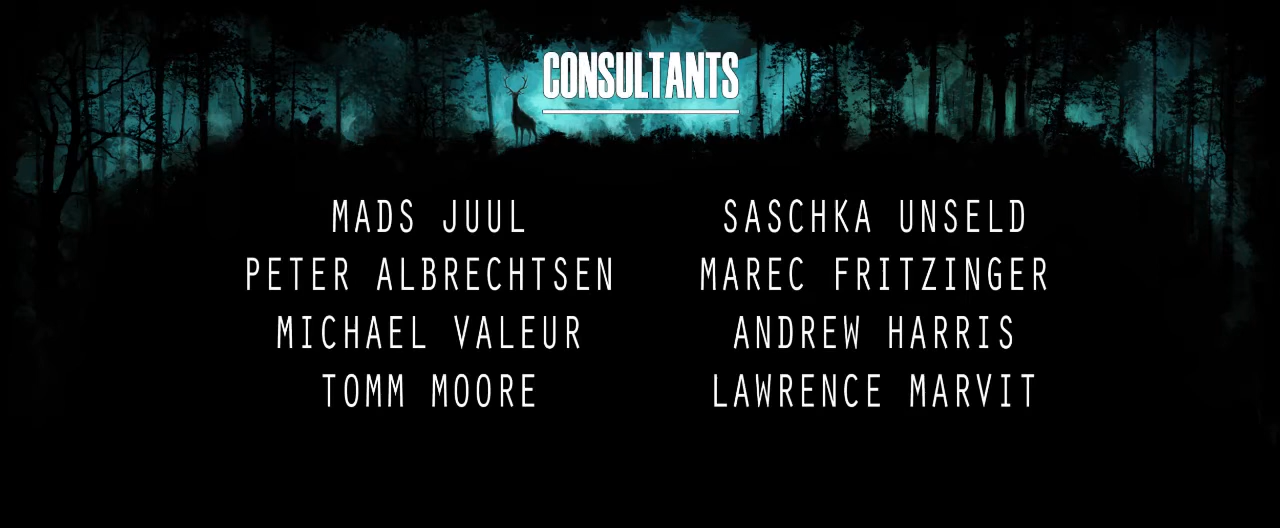 CONSULTANTS
MADS JUUL
PETER ALBRECHTSEN
MICHAEL VALEUR
TOMM MOORE
SASCHKA UNSELD
MAREC FRITZINGER
ANDREW HARRIS
LAWRENCE MARVIT